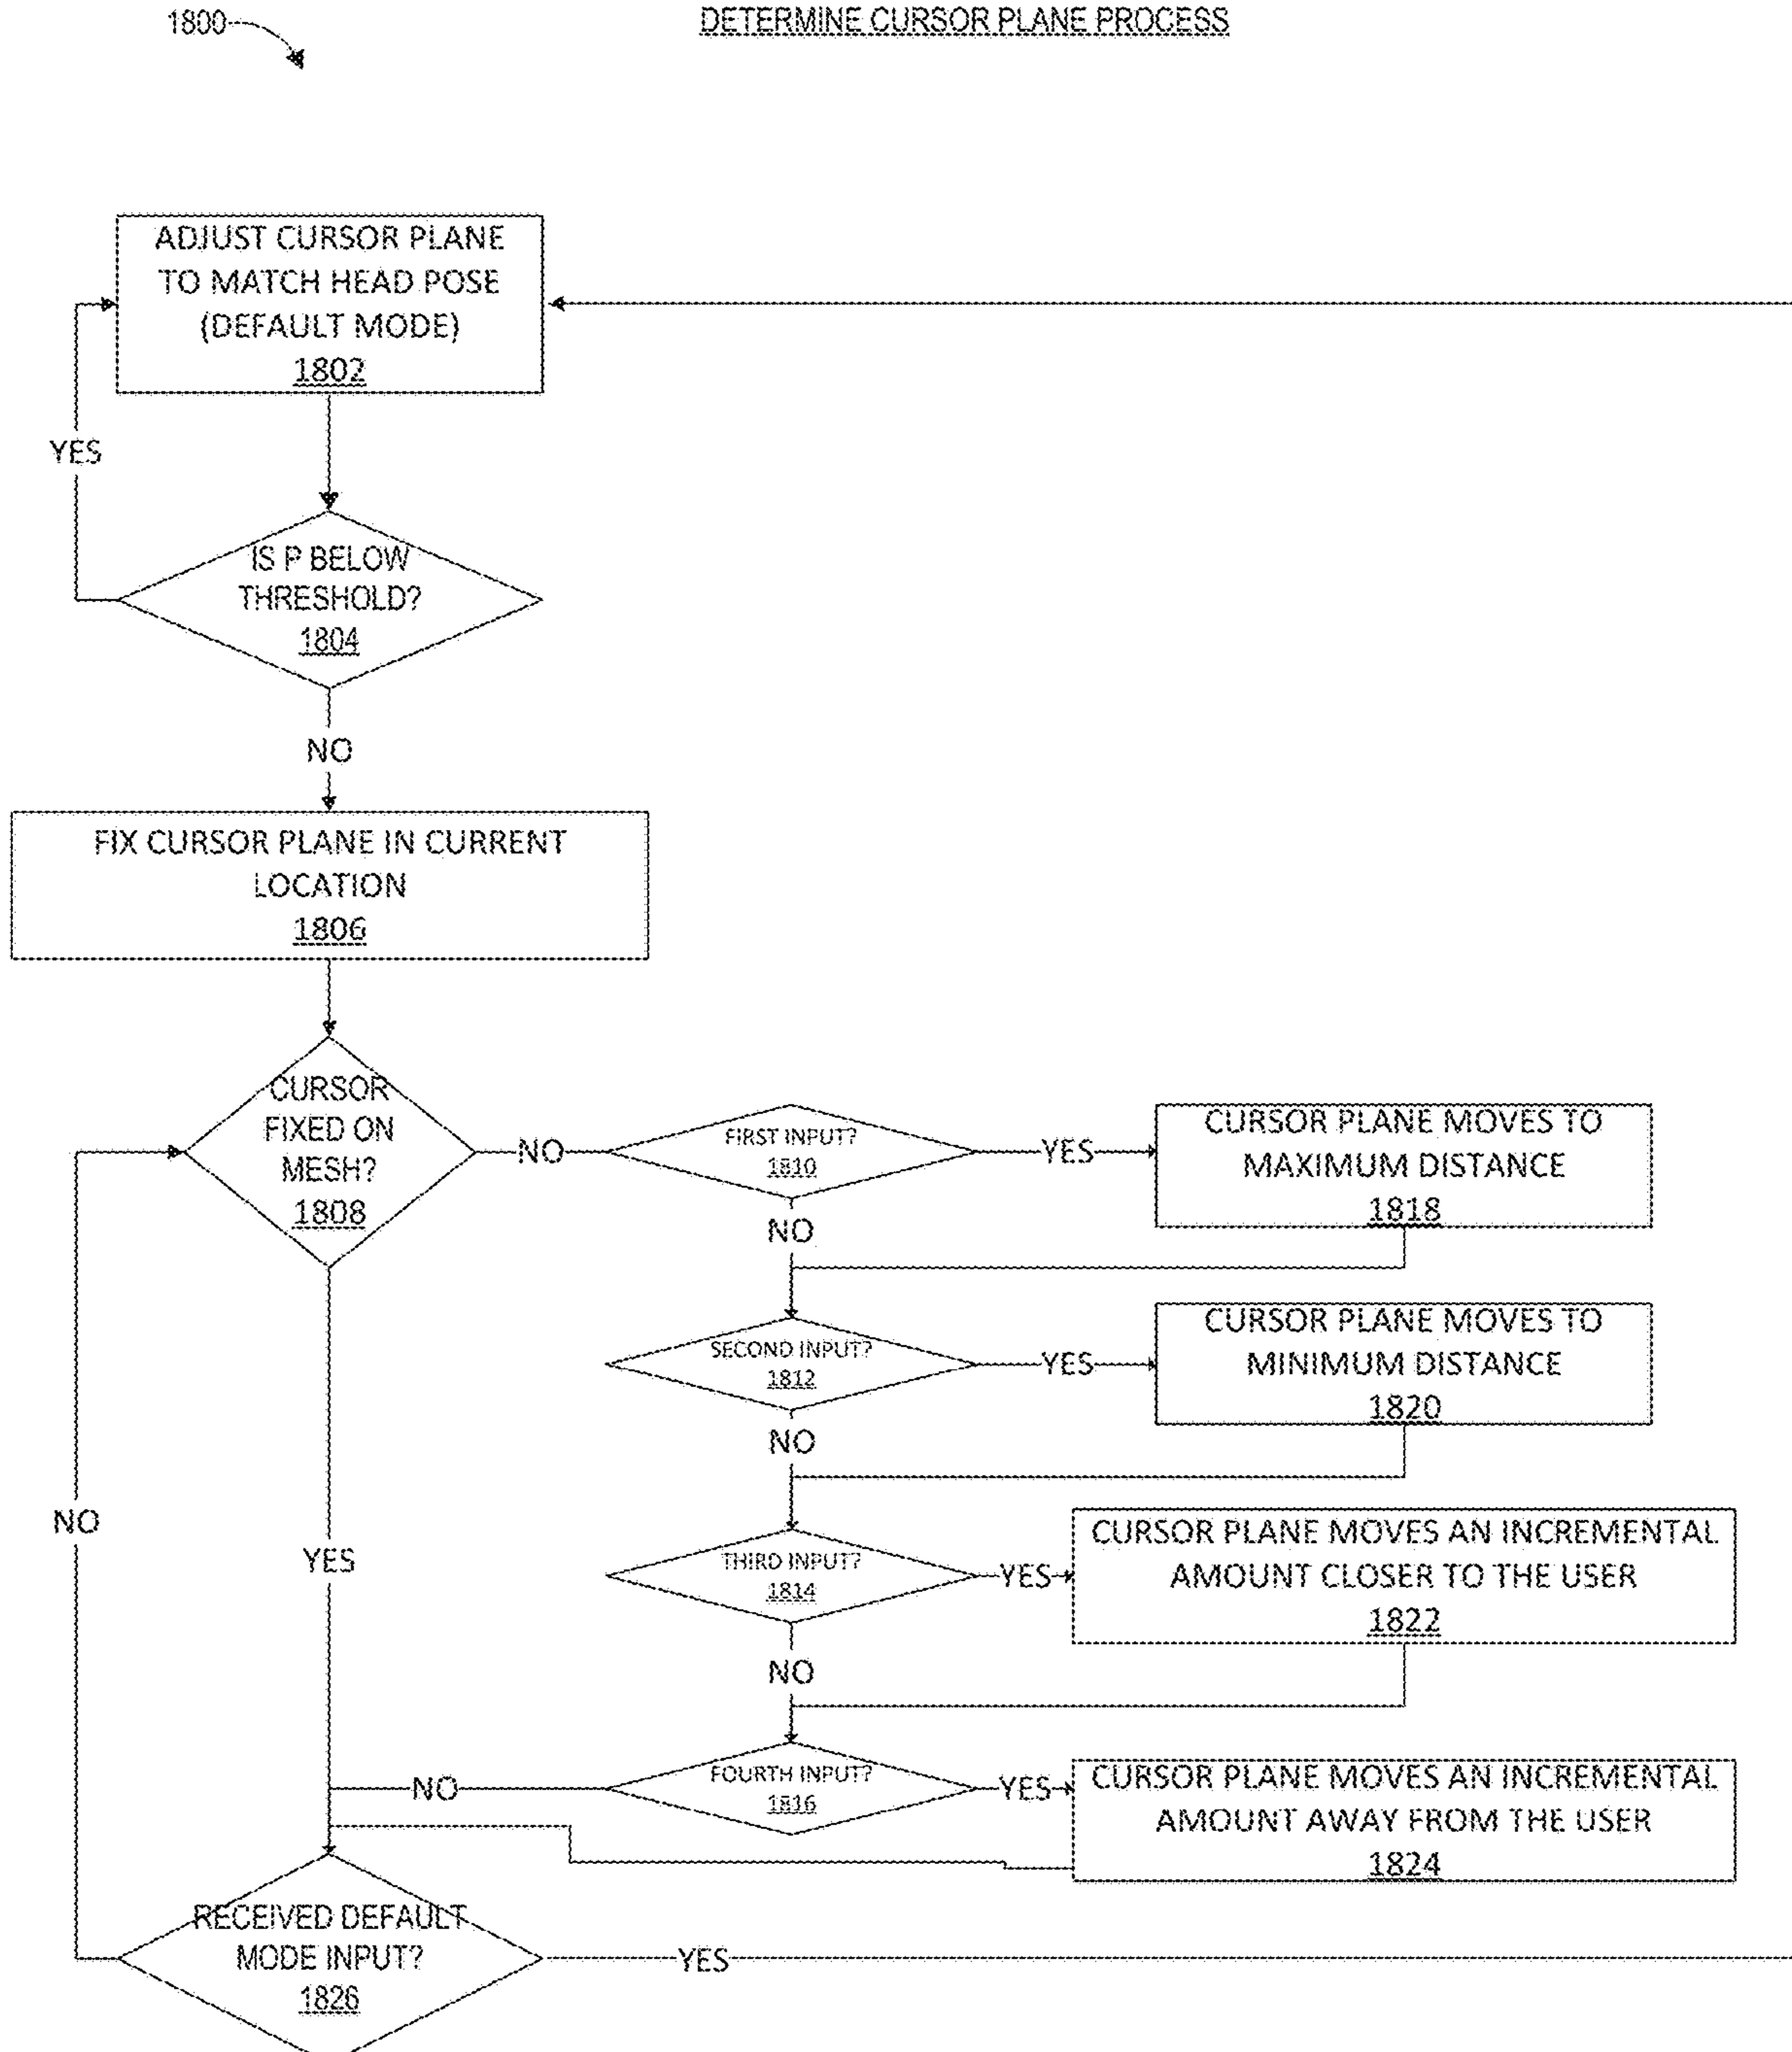 1800
DETERMINE CURSOR PLANE PROCESS
ADJUST CURSOR PLANE
TO MATCH HEAD POSE
(DEFAULT MODE)
1802
YES
IS P BELOW
THRESHOLD?
1804
NO
FIX CURSOR PLANE IN CURRENT
LOCATION
1806
CURSOR
FIXED ON
MESH?
1808
NO
FIRST INPUT?
1810
YES
CURSOR PLANE MOVES TO
MAXIMUM DISTANCE
1818
NO
SECOND INPUT?
1812
YES
CURSOR PLANE MOVES TO
MINIMUM DISTANCE
1820
NO
NO
YES
THIRD INPUT?
1814
YES
CURSOR PLANE MOVES AN INCREMENTAL
AMOUNT CLOSER TO THE USER
1822
NO
NO
FOURTH INPUT?
1816
YES
CURSOR PLANE MOVES AN INCREMENTAL
AMOUNT AWAY FROM THE USER
1824
RECEIVED DEFAULT
MODE INPUT?
1826
YES